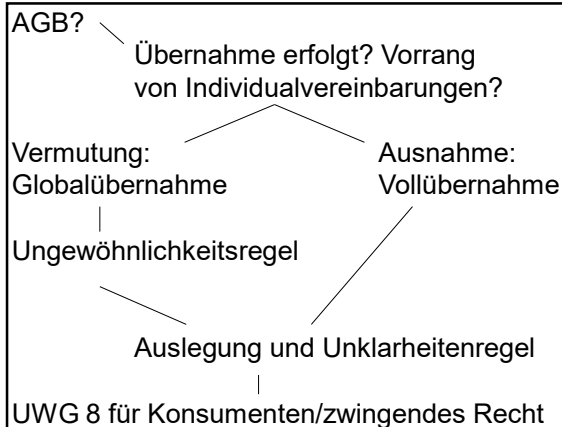 AGB?
Übernahme erfolgt? Vorrang
von Individualvereinbarungen?
Vermutung:
Globalübernahme
Ausnahme:
Vollübernahme
Ungewöhnlichkeitsregel
Auslegung und Unklarheitenregel
UWG 8 für Konsumenten/zwingendes Recht